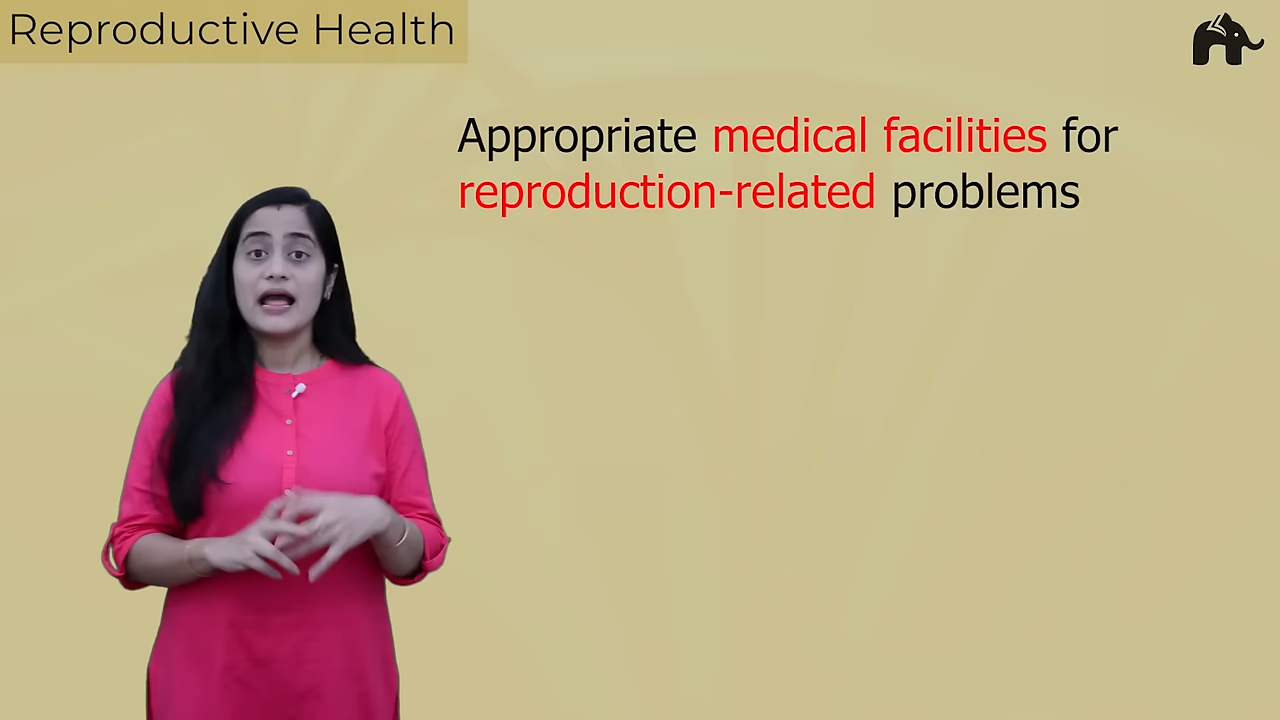 Reproductive Health
Appropriate medical facilities for
reproduction-related problems